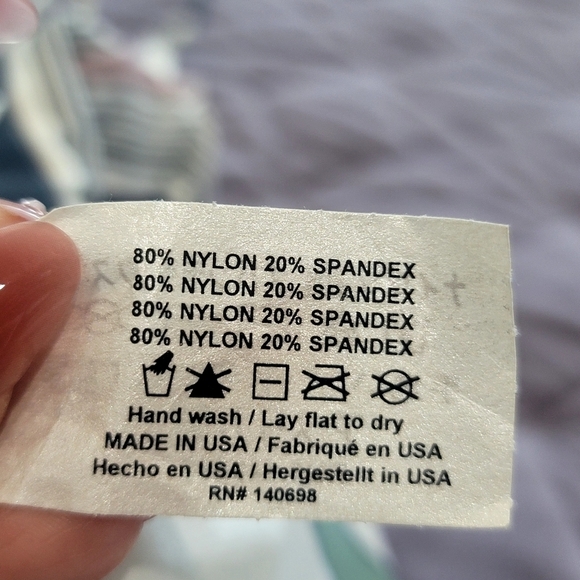 80% NYLON 20% SPANDEX
80% NYLON 20% SPANDEX
80% NYLON 20% SPANDEX
80% NYLON 20% SPANDEX
Hand wash / Lay flat to dry
MADE IN USA / Fabriqué en USA
Hecho en USA / Hergestellt in USA
RN# 140698